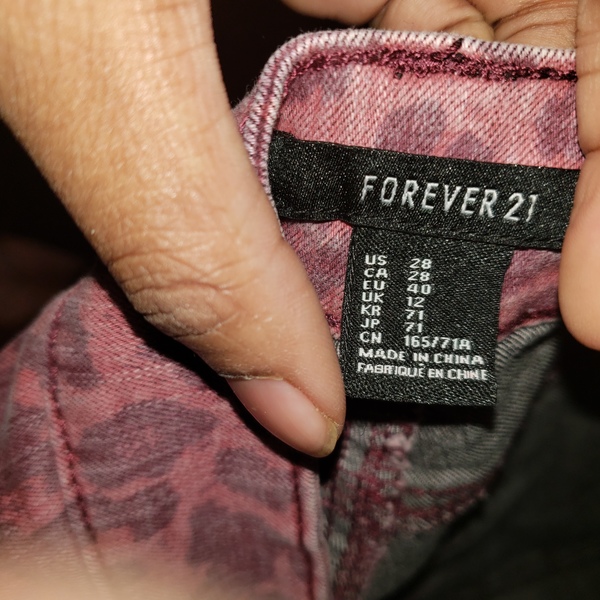 FOREVER 21
US 28
CA 28
EU 40
UK 12
KR 71
JP 71
CN 165/71A
MADE IN CHINA
FABRIQUE EN CHINE